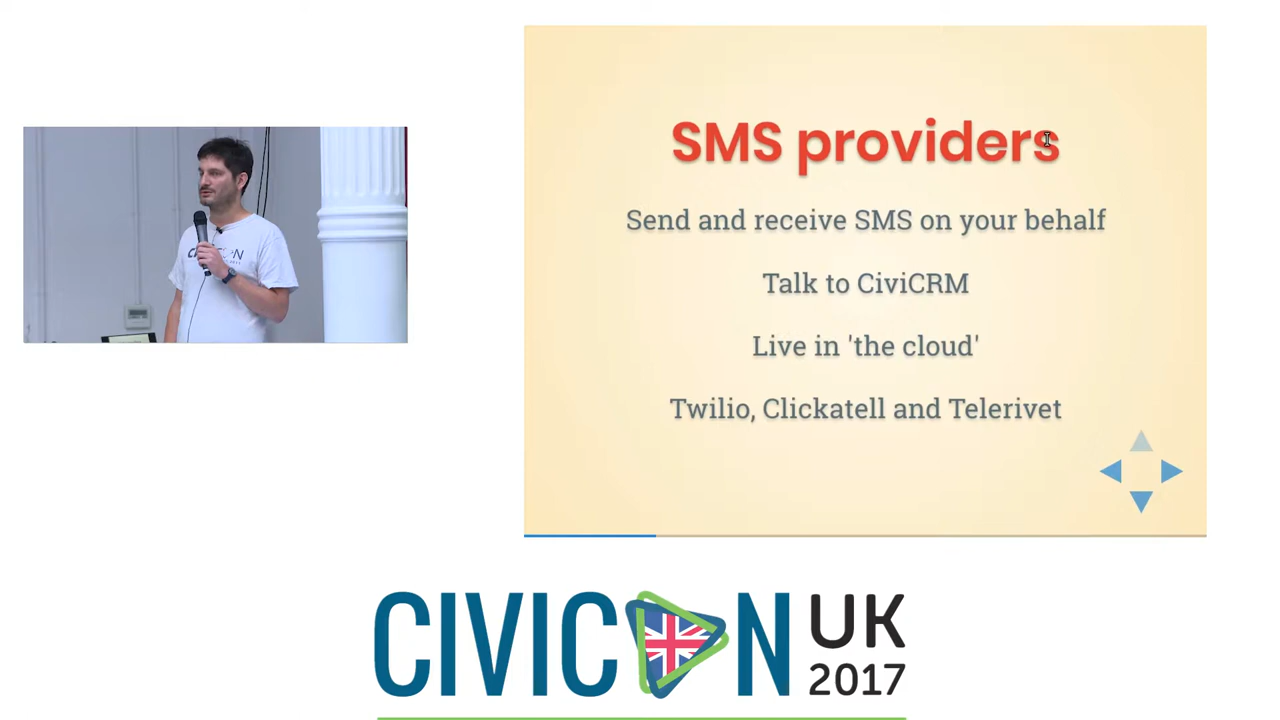 SMS providers
Send and receive SMS on your behalf
Talk to CiviCRM
Live in 'the cloud'
Twilio, Clickatell and Telerivet
CIVICON UK
2017